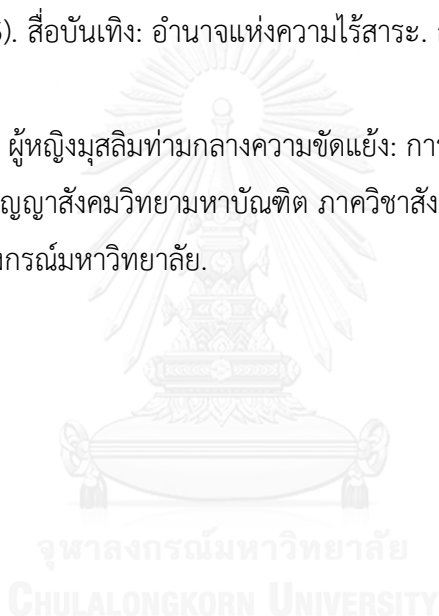 5). สื่อบันเทิง: อำนาจแห่งความไร้สาระ.
ผู้หญิงมุสลิมท่ามกลางความขัดแย้ง: การ
ญญาสังคมวิทยามหาบัณฑิต ภาควิชาสัง
งกรณ์มหาวิทยาลัย.
จุฬาลงกรณ์มหาวิทยาลัย
CHULALONGKORN UNIVERSITY